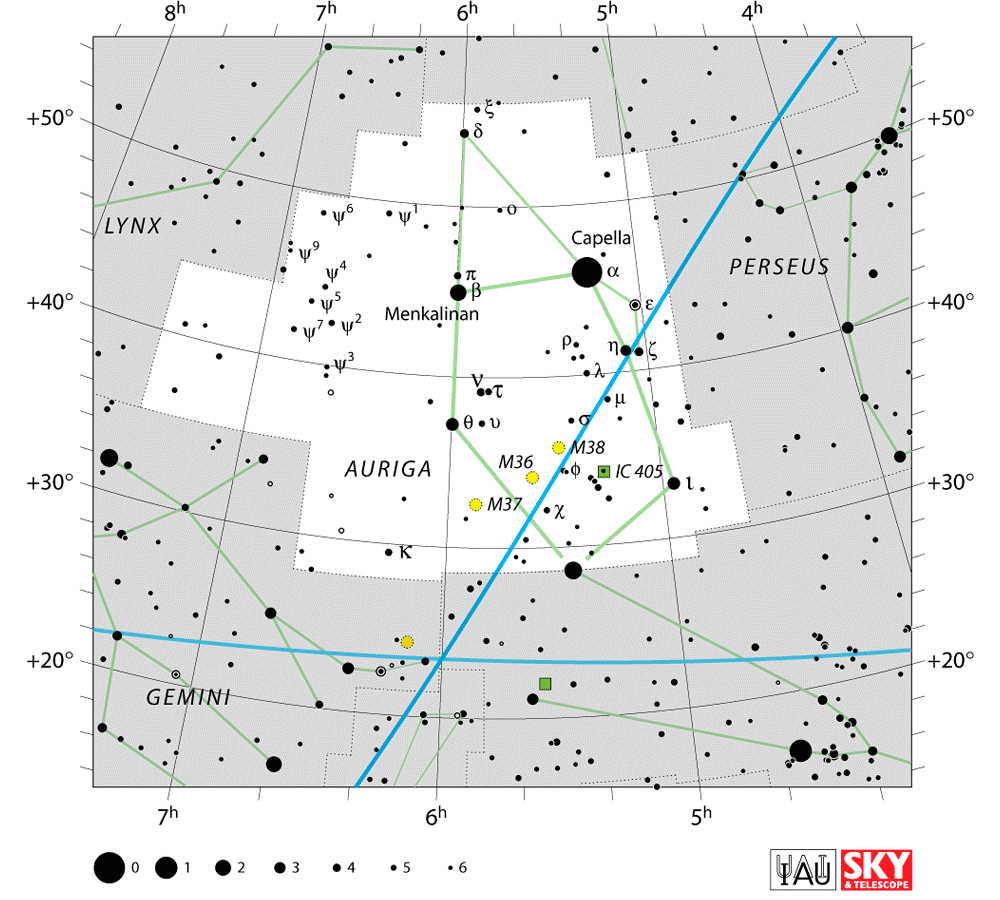 8h 7h 6h 5h 4h
+50° +50°
ξ
δ
ψ6 ψ1 ο
LYNX
Capella
ψ9
PERSEUS
ψ4 π α
+40° β ε +40°
ψ5
Menkalinan
ψ7 ψ2
ρ η ζ
ψ3 λ
ν τ μ
θ υ σ
M38
AURIGA M36 φ IC 405
+30° ι +30°
M37 χ
κ
+20° +20°
GEMINI
7h 6h 5h
0 1 2 3 4 5 6
IAU
SKY
& TELESCOPE